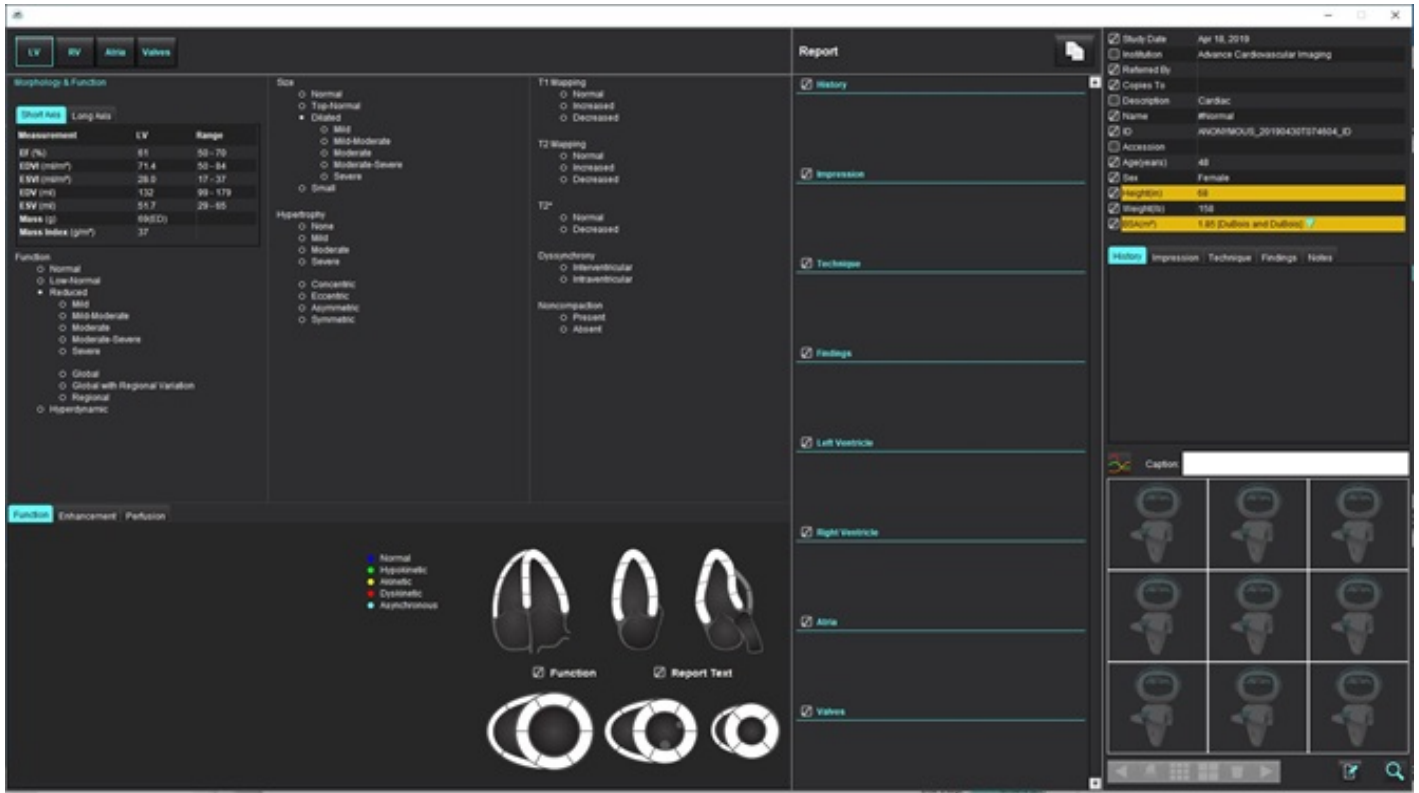 LV RV Atria Valves
Morphology & Function
Short Axis Long Axis
Measurement LV Range
EF (%) 61 50 - 70
EDVI (ml/m²) 71.4 50 - 84
ESVI (ml/m²) 28.0 17 - 37
EDV (ml) 132 99 - 179
ESV (ml) 51.7 29 - 65
Mass (g) 69(ED)
Mass Index (g/m²) 37
Function
Normal
Low-Normal
Reduced
Mild
Mild-Moderate
Moderate
Moderate-Severe
Severe
Global
Global with Regional Variation
Regional
Hyperdynamic
Size
Normal
Top-Normal
Dilated
Mild
Mild-Moderate
Moderate
Moderate-Severe
Severe
Small
Hypertrophy
None
Mild
Moderate
Severe
Concentric
Eccentric
Asymmetric
Symmetric
T1 Mapping
Normal
Increased
Decreased
T2 Mapping
Normal
Increased
Decreased
T2*
Normal
Decreased
Dyssynchrony
Interventricular
Intraventricular
Noncompaction
Present
Absent
Function Enhancement Perfusion
Normal
Hypokinetic
Akinetic
Dyskinetic
Asynchronous
Function Report Text
Report
History
Impression
Technique
Findings
Left Ventricle
Right Ventricle
Atria
Valves
Study Date Apr 18, 2019
Institution Advance Cardiovascular Imaging
Referred By
Copies To
Description Cardiac
Name #Normal
ID ANONYMOUS_20190430T074604_ID
Accession
Age(years) 48
Sex Female
Height(in) 68
Weight(lb) 158
BSA(m²) 1.85 [DuBois and DuBois]
History Impression Technique Findings Notes
Caption: